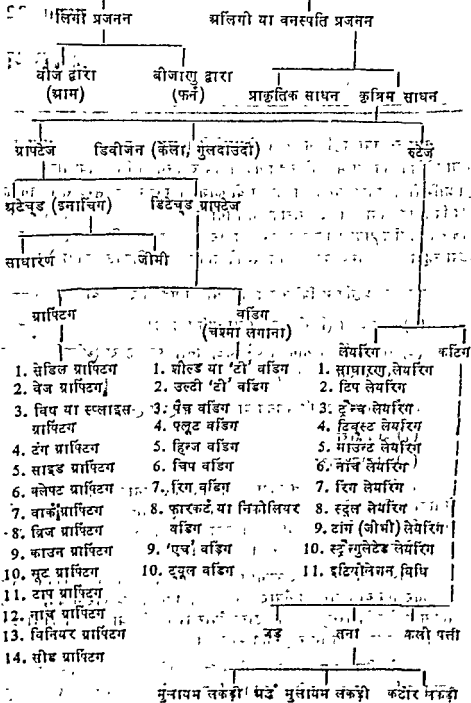 लिंगी प्रजनन अलिंगी या वनस्पति प्रजनन
बीज द्वारा बीजाणु द्वारा
(आम) (फर्न) प्राकृतिक साधन कृत्रिम साधन
ग्राफ्टेज डिवीजन (केला, गुलदाउदी) रूटेज
अटेच्ड (इनार्चिंग) डिटेच्ड ग्राफ्टेज
साधारण जीभी
ग्राफ्टिंग बडिंग
(चश्मा लगाना) लेयरिंग कटिंग
1. सेडिल ग्राफ्टिंग 1. शील्ड या 'टी' बडिंग 1. साधारण लेयरिंग
2. वेज ग्राफ्टिंग 2. उल्टी 'टी' बडिंग 2. टिप लेयरिंग
3. विप या स्प्लाइस 3. पैच बडिंग 3. ट्रेन्च लेयरिंग
ग्राफ्टिंग 4. फ्लूट बडिंग 4. ट्विस्ट लेयरिंग
4. टंग ग्राफ्टिंग 5. हिन्ज बडिंग 5. माउन्ट लेयरिंग
5. साइड ग्राफ्टिंग 6. चिप बडिंग 6. नॉच लेयरिंग
6. क्लेफ्ट ग्राफ्टिंग 7. रिंग बडिंग 7. रिंग लेयरिंग
7. बार्क ग्राफ्टिंग 8. फारकर्ट या निकोलियर 8. स्टूल लेयरिंग
8. ब्रिज ग्राफ्टिंग बडिंग 9. टांग (जीभी) लेयरिंग
9. क्राउन ग्राफ्टिंग 9. 'एच' बडिंग 10. स्ट्रैन्गुलेटेड लेयरिंग
10. रूट ग्राफ्टिंग 10. ट्यूब बडिंग 11. इटियोलेशन विधि
11. टाप ग्राफ्टिंग
12. नाच ग्राफ्टिंग
13. विनियर ग्राफ्टिंग जड़ तना कली पत्ती
14. सीड ग्राफ्टिंग
मुलायम लकड़ी अर्द्ध मुलायम लकड़ी कठोर लकड़ी